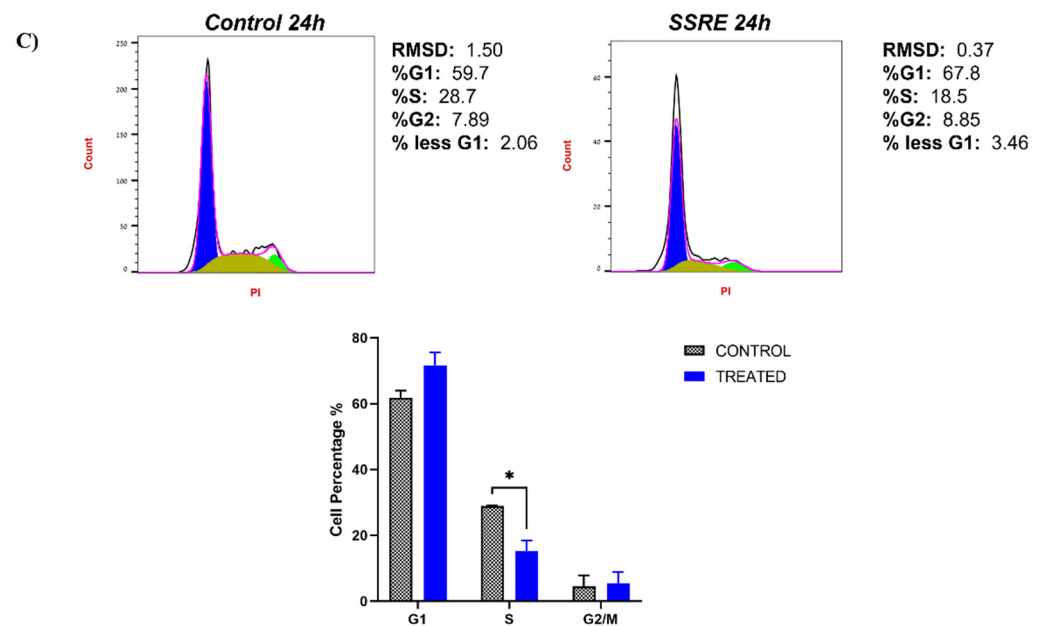 C)
Control 24h
250
200
150
100
50
0
Count
PI
RMSD: 1.50
%G1: 59.7
%S: 28.7
%G2: 7.89
% less G1: 2.06
SSRE 24h
60
40
20
0
Count
PI
RMSD: 0.37
%G1: 67.8
%S: 18.5
%G2: 8.85
% less G1: 3.46
80
60
40
20
0
Cell Percentage %
*
G1
S
G2/M
CONTROL
TREATED